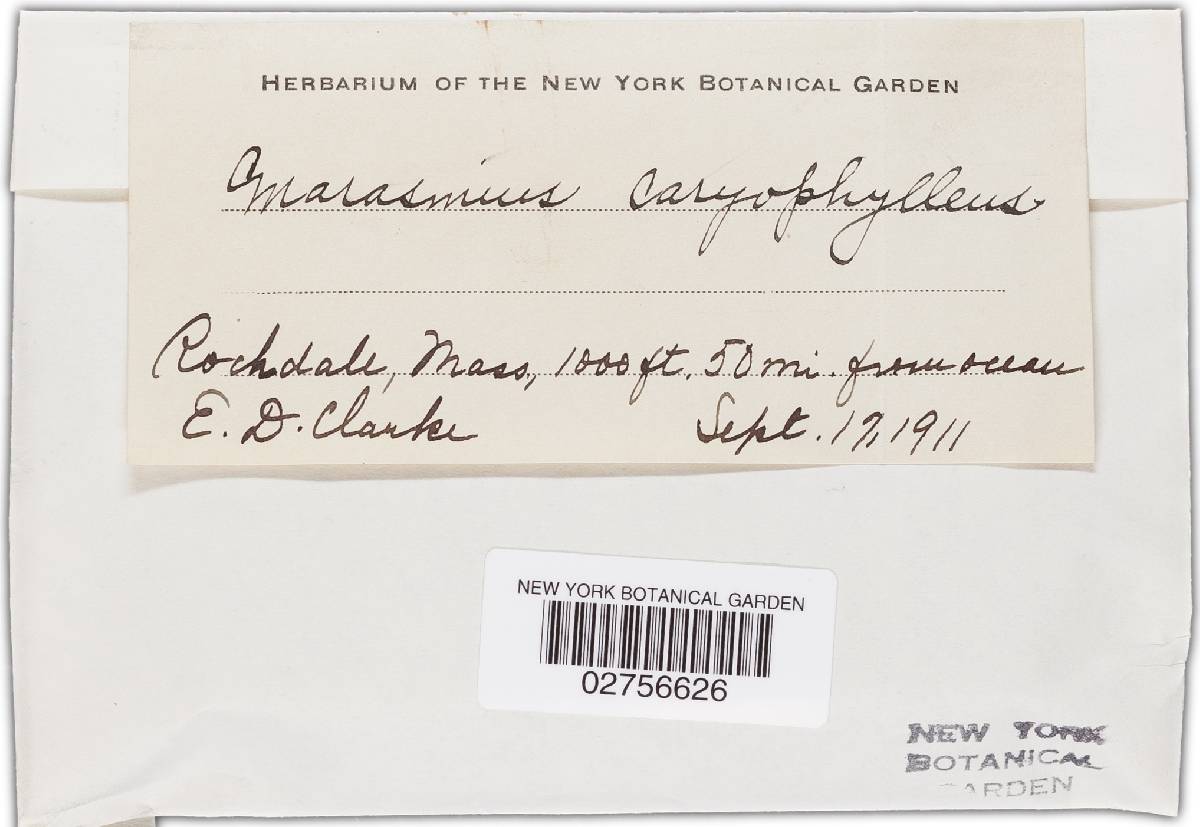 HERBARIUM OF THE NEW YORK BOTANICAL GARDEN
Marasmius caryophylleus
Rochdale, Mass, 1000 ft. 50 mi. from ocean
E. D. Clarke Sept. 17, 1911
NEW YORK BOTANICAL GARDEN
02756626
NEW YORK
BOTANICAL
GARDEN